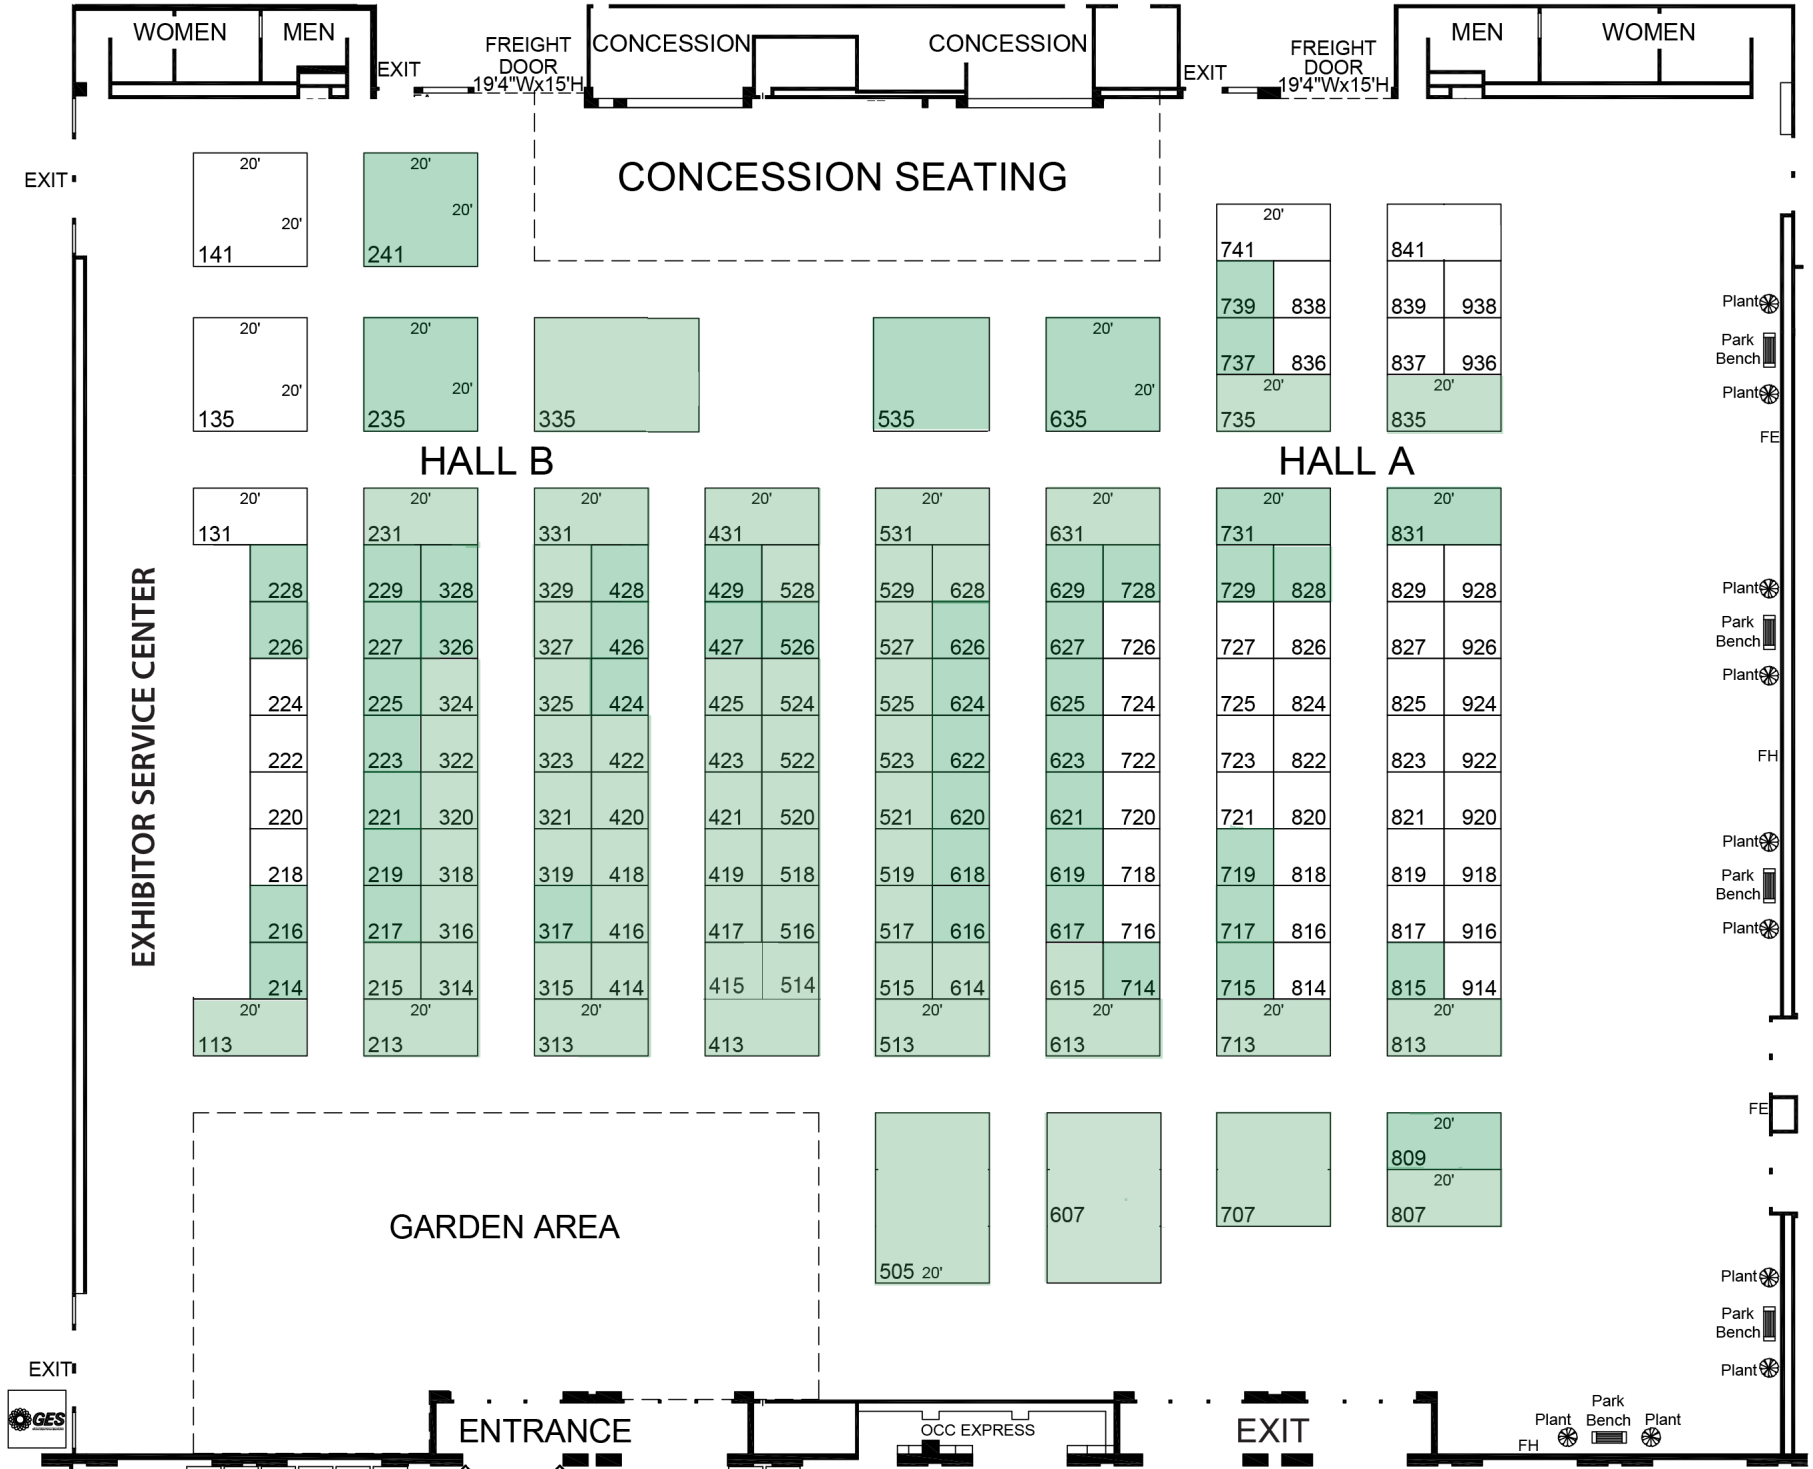 WOMEN MEN
EXIT
FREIGHT
DOOR
19'4"Wx15'H
CONCESSION
CONCESSION
EXIT
FREIGHT
DOOR
19'4"Wx15'H
MEN WOMEN
EXIT
20'
20'
141
20'
20'
241
CONCESSION SEATING
20'
741
841
739 838
839 938
737 836
837 936
20'
735
20'
835
20'
20'
135
20'
20'
235
335
535
20'
20'
635
Plant
Park
Bench
Plant
FE
HALL B
HALL A
20' 20' 20' 20' 20' 20' 20' 20'
131 231 331 431 531 631 731 831
228 229 328 329 428 429 528 529 628 629 728 729 828 829 928
226 227 326 327 426 427 526 527 626 627 726 727 826 827 926
224 225 324 325 424 425 524 525 624 625 724 725 824 825 924
222 223 322 323 422 423 522 523 622 623 722 723 822 823 922
220 221 320 321 420 421 520 521 620 621 720 721 820 821 920
218 219 318 319 418 419 518 519 618 619 718 719 818 819 918
216 217 316 317 416 417 516 517 616 617 716 717 816 817 916
214 215 314 315 414 415 514 515 614 615 714 715 814 815 914
20' 20' 20' 20' 20' 20' 20'
113 213 313 413 513 613 713 813
EXHIBITOR SERVICE CENTER
Plant
Park
Bench
Plant
FH
Plant
Park
Bench
Plant
FE
GARDEN AREA
505 20'
607
707
20'
809
20'
807
Plant
Park
Bench
Plant
EXIT
GES
ENTRANCE
OCC EXPRESS
EXIT
FH
Plant
Park
Bench
Plant